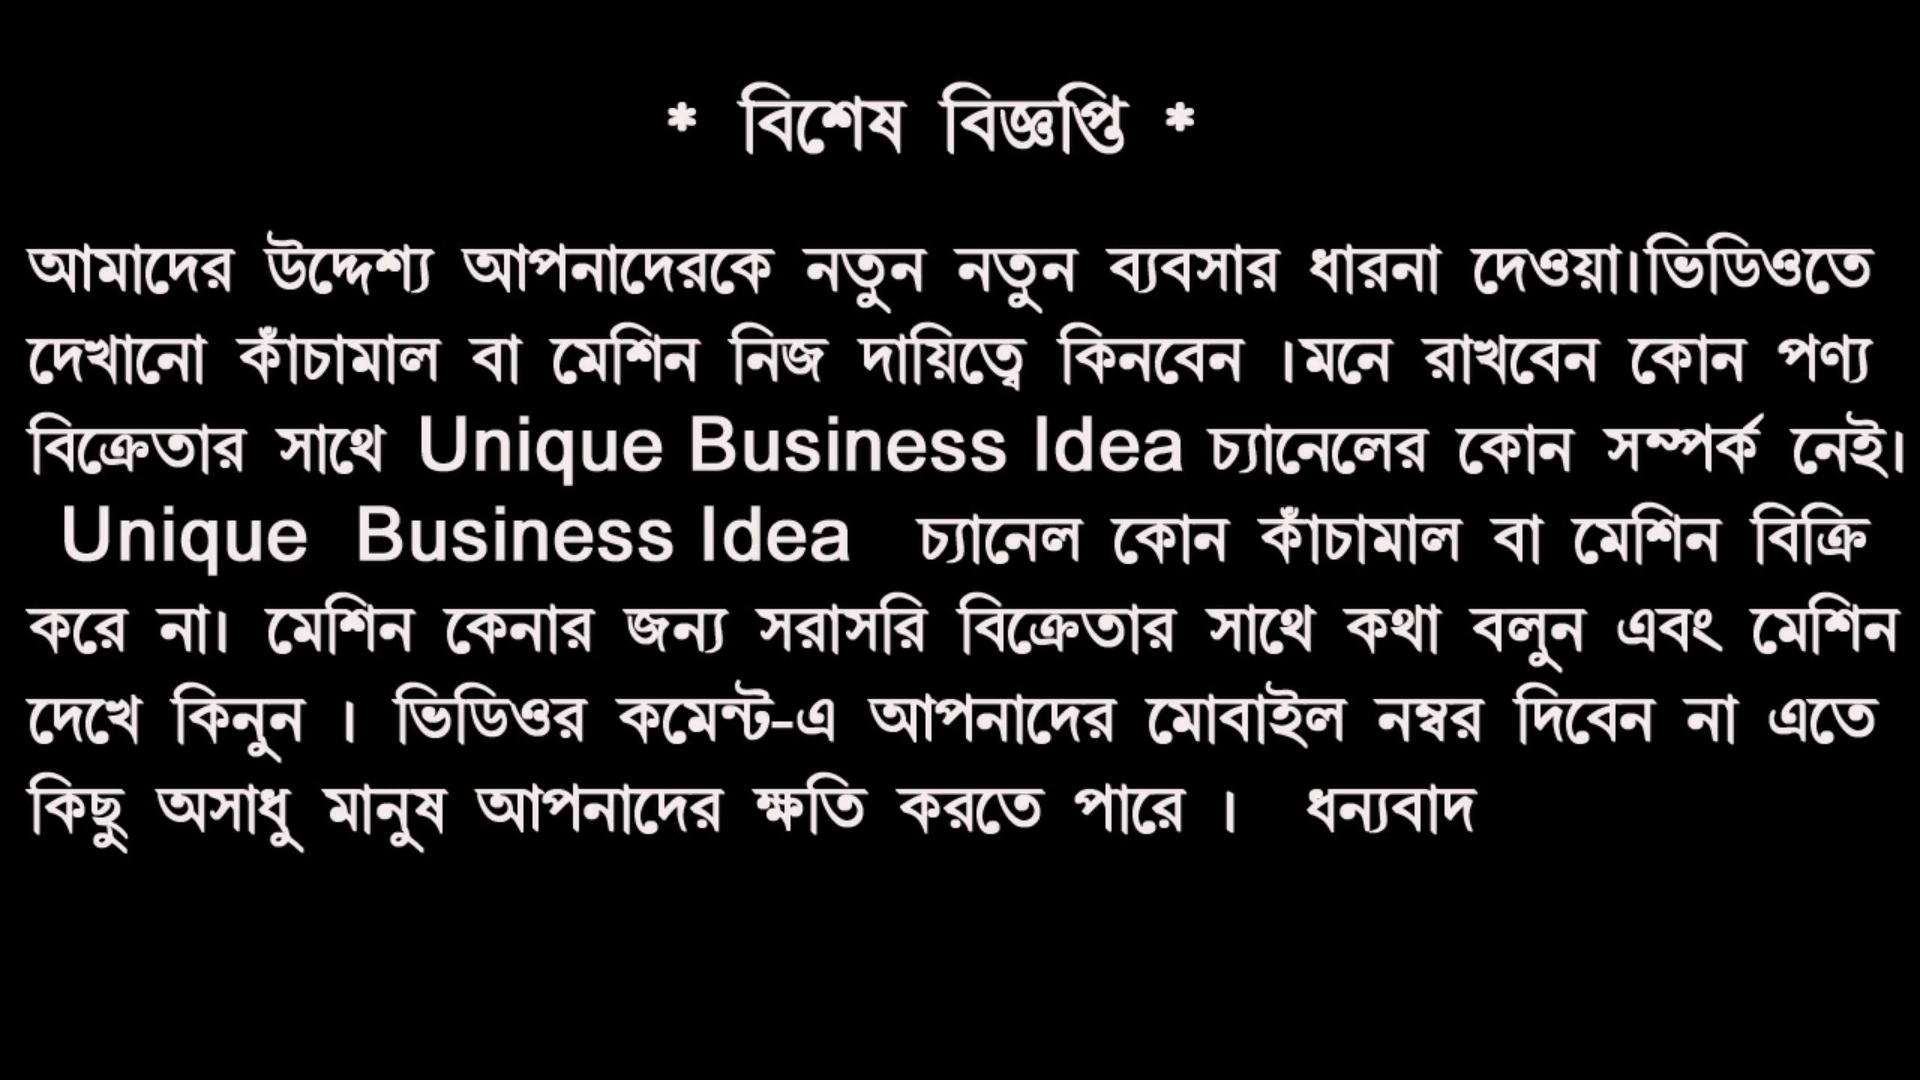 * বিশেষ বিজ্ঞপ্তি *
আমাদের উদ্দেশ্য আপনাদেরকে নতুন নতুন ব্যবসার ধারনা দেওয়া।ভিডিওতে
দেখানো কাঁচামাল বা মেশিন নিজ দায়িত্বে কিনবেন ।মনে রাখবেন কোন পণ্য
বিক্রেতার সাথে Unique Business Idea চ্যানেলের কোন সম্পর্ক নেই।
Unique Business Idea চ্যানেল কোন কাঁচামাল বা মেশিন বিক্রি
করে না। মেশিন কেনার জন্য সরাসরি বিক্রেতার সাথে কথা বলুন এবং মেশিন
দেখে কিনুন । ভিডিওর কমেন্ট-এ আপনাদের মোবাইল নম্বর দিবেন না এতে
কিছু অসাধু মানুষ আপনাদের ক্ষতি করতে পারে । ধন্যবাদ